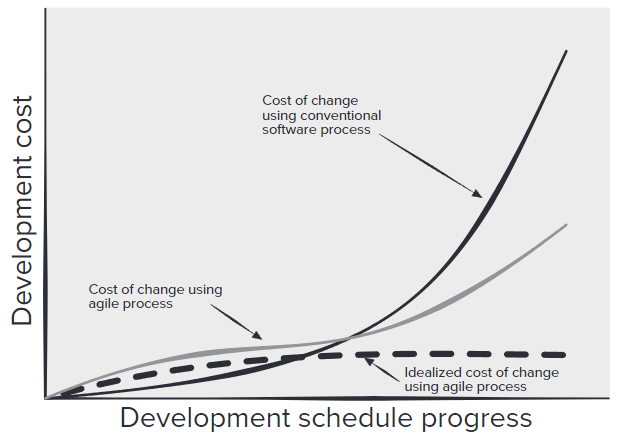 Development cost
Cost of change
using conventional
software process
Cost of change using
agile process
Idealized cost of change
using agile process
Development schedule progress